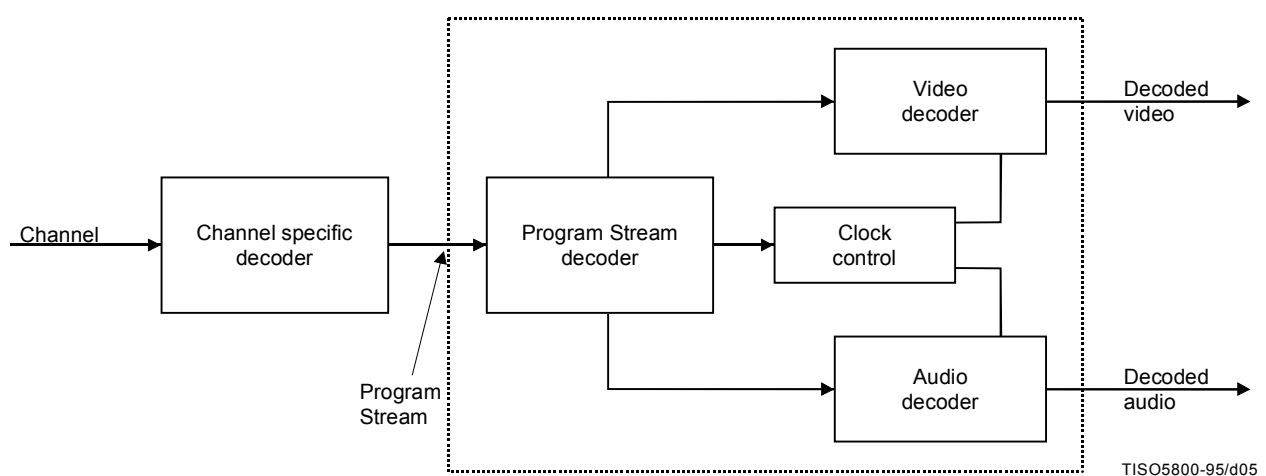 Video
decoder
Decoded
video
Channel
Channel specific
decoder
Program Stream
decoder
Clock
control
Program
Stream
Audio
decoder
Decoded
audio
TISO5800-95/d05